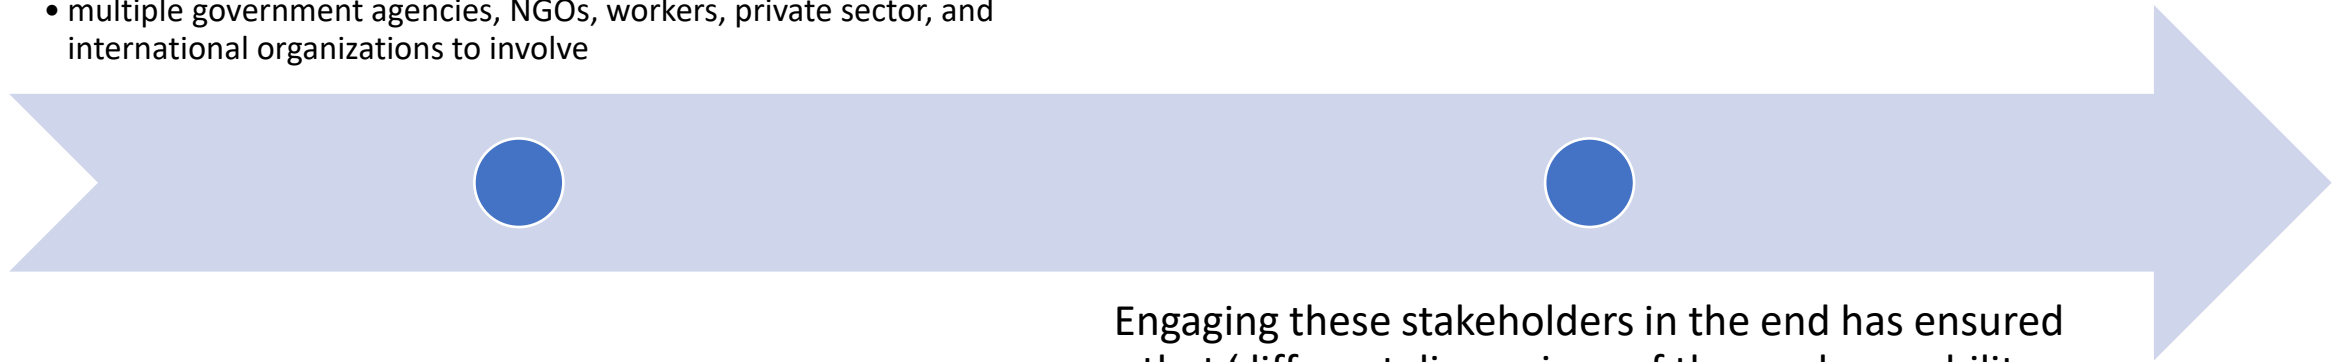 • multiple government agencies, NGOs, workers, private sector, and
international organizations to involve
Engaging these stakeholders in the end has ensured